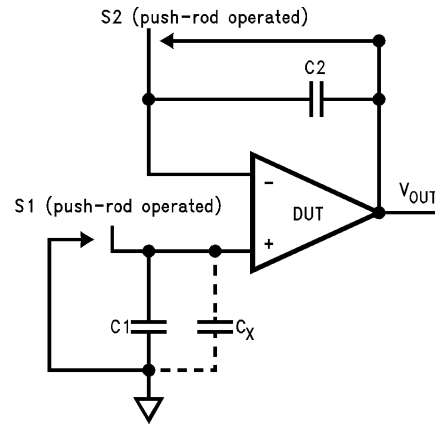 S2 (push-rod operated)
C2
-
DUT
+
VOUT
S1 (push-rod operated)
C1
CX